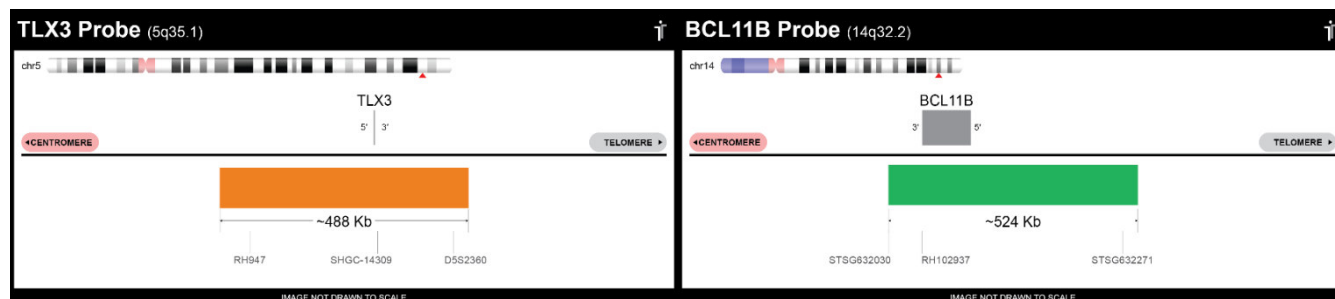 TLX3 Probe (5q35.1)
chr5
TLX3
5' 3'
◂CENTROMERE
TELOMERE ▸
~488 Kb
RH947 SHGC-14309 D5S2360
IMAGE NOT DRAWN TO SCALE
BCL11B Probe (14q32.2)
chr14
BCL11B
3' 5'
◂CENTROMERE
TELOMERE ▸
~524 Kb
STSG632030 RH102937 STSG632271
IMAGE NOT DRAWN TO SCALE